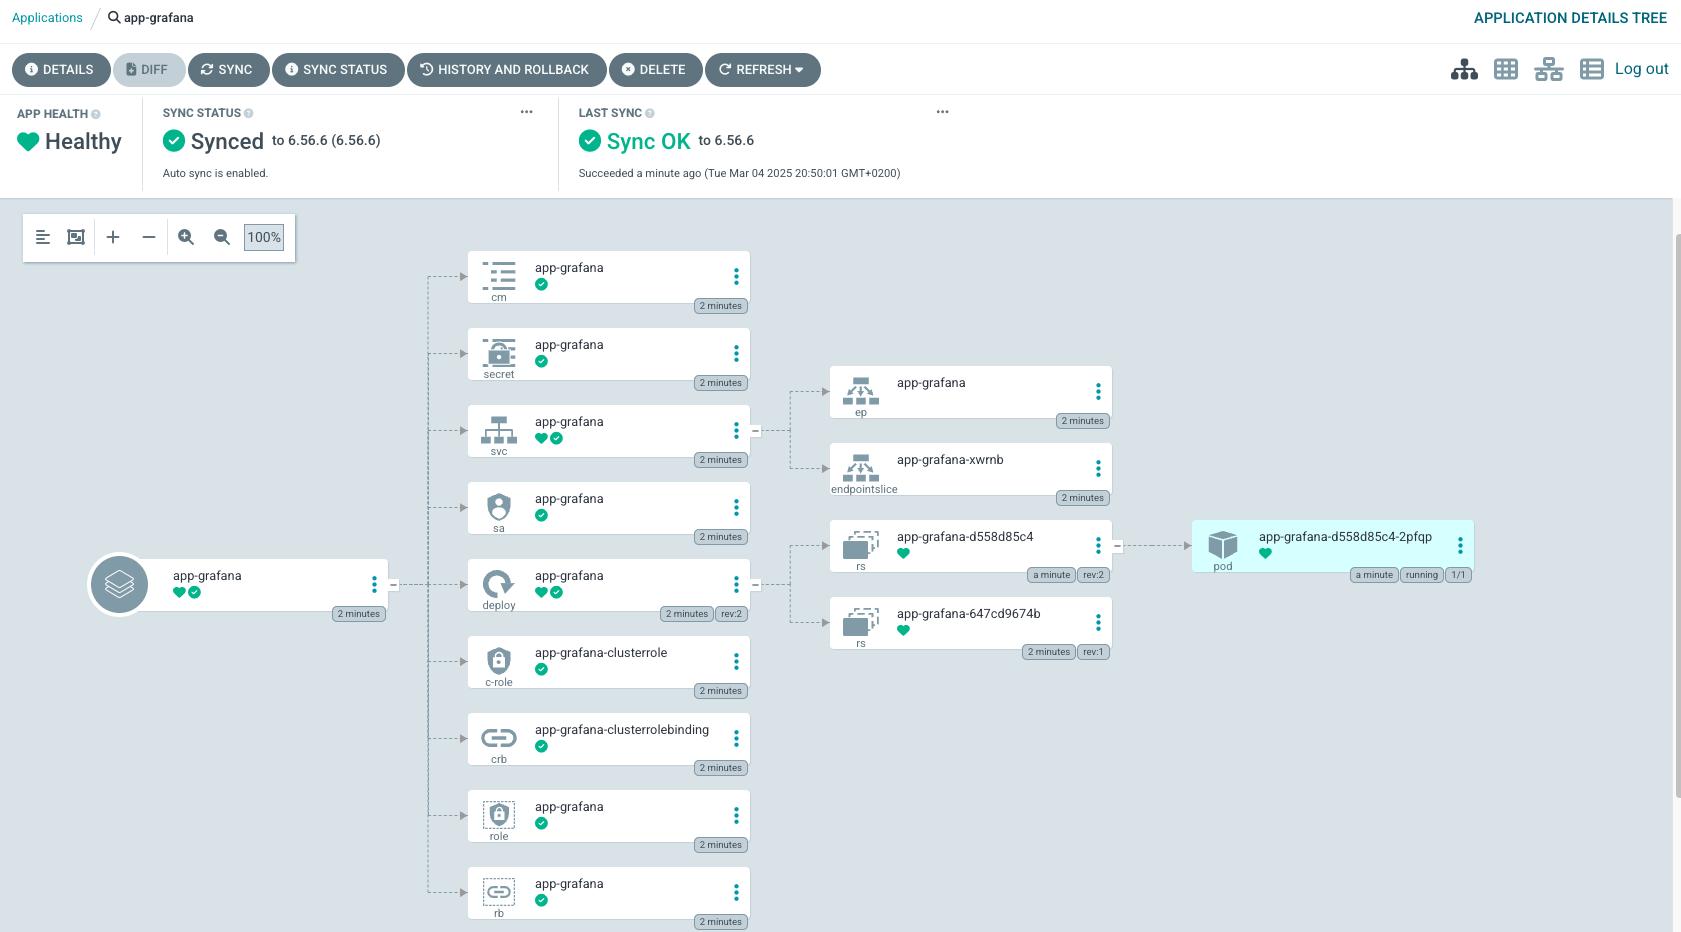 Applications / app-grafana
APPLICATION DETAILS TREE
DETAILS DIFF SYNC SYNC STATUS HISTORY AND ROLLBACK DELETE REFRESH
Log out
APP HEALTH
Healthy
SYNC STATUS
Synced to 6.56.6 (6.56.6)
Auto sync is enabled.
LAST SYNC
Sync OK to 6.56.6
Succeeded a minute ago (Tue Mar 04 2025 20:50:01 GMT+0200)
100%
app-grafana
2 minutes
app-grafana
cm
2 minutes
app-grafana
secret
2 minutes
app-grafana
svc
2 minutes
app-grafana
sa
2 minutes
app-grafana
deploy
2 minutes rev:2
app-grafana-clusterrole
c-role
2 minutes
app-grafana-clusterrolebinding
crb
2 minutes
app-grafana
role
2 minutes
app-grafana
rb
2 minutes
app-grafana
ep
2 minutes
app-grafana-xwrnb
endpointslice
2 minutes
app-grafana-d558d85c4
rs
a minute rev:2
app-grafana-647cd9674b
rs
2 minutes rev:1
app-grafana-d558d85c4-2pfqp
pod
a minute running 1/1